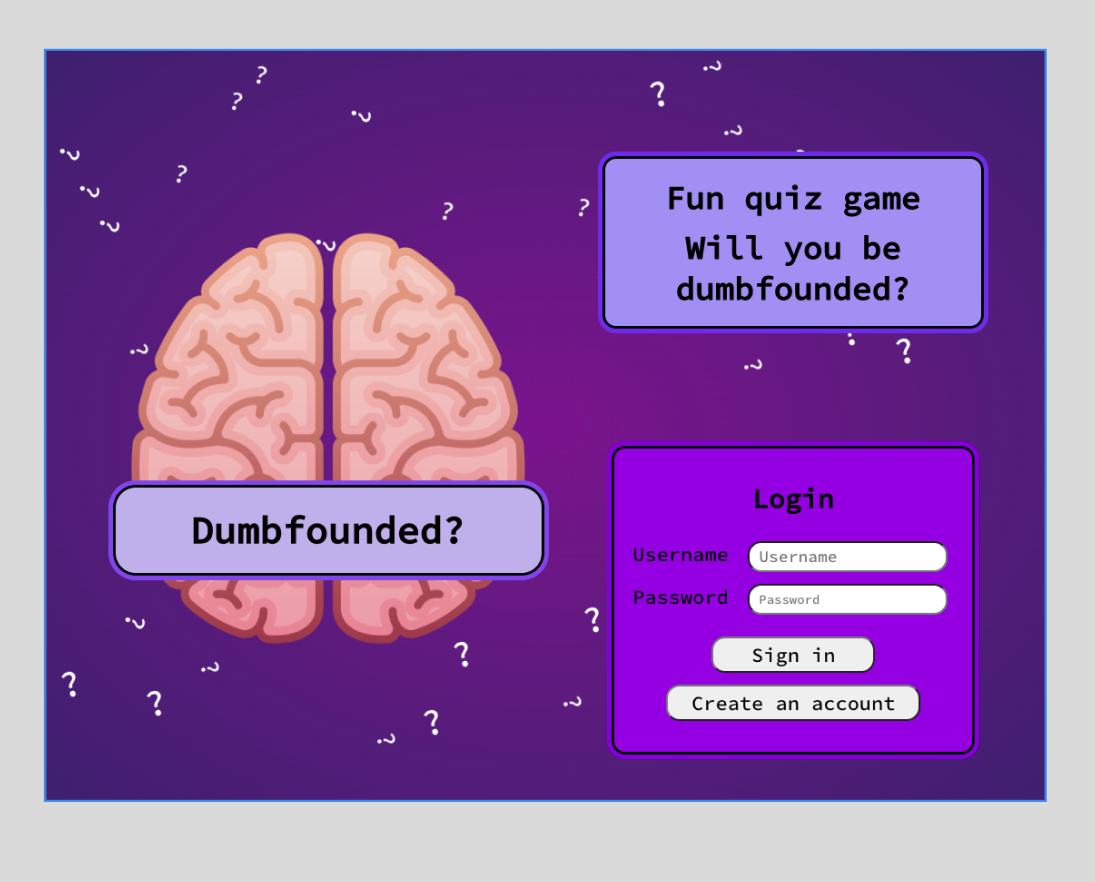 Fun quiz game
Will you be
dumbfounded?
Dumbfounded?
Login
Username Username
Password Password
Sign in
Create an account